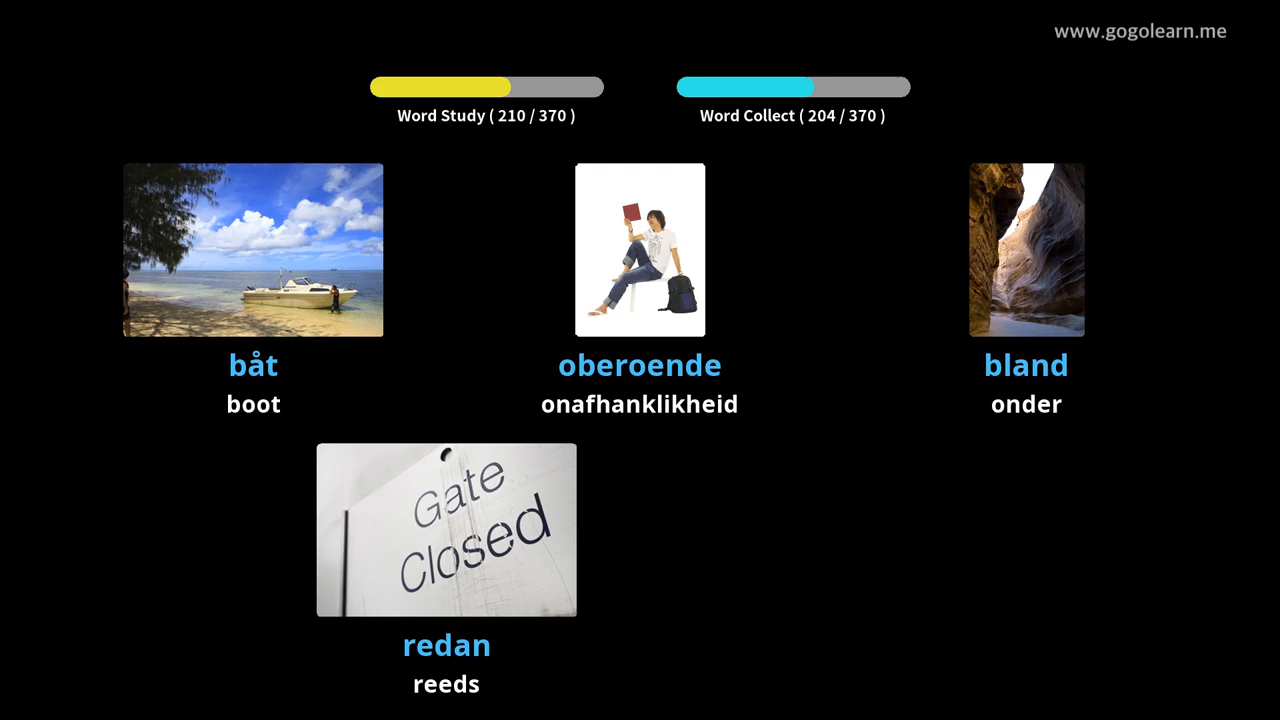 www.gogolearn.me
Word Study ( 210 / 370 )
Word Collect ( 204 / 370 )
båt
boot
oberoende
onafhanklikheid
bland
onder
Gate
Closed
redan
reeds